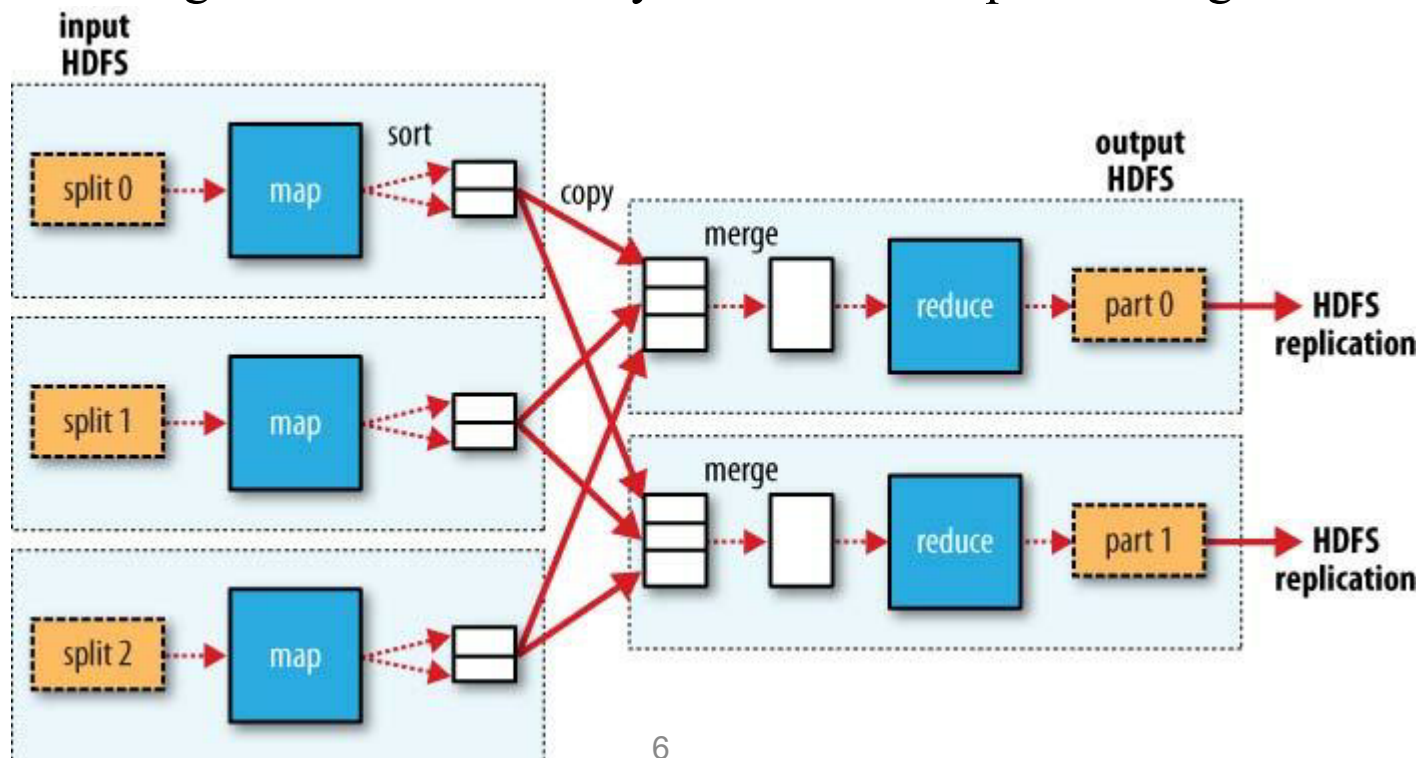 input
HDFS
sort
split 0
map
copy
output
HDFS
merge
reduce
part 0
HDFS
replication
split 1
map
merge
reduce
part 1
HDFS
replication
split 2
map
6